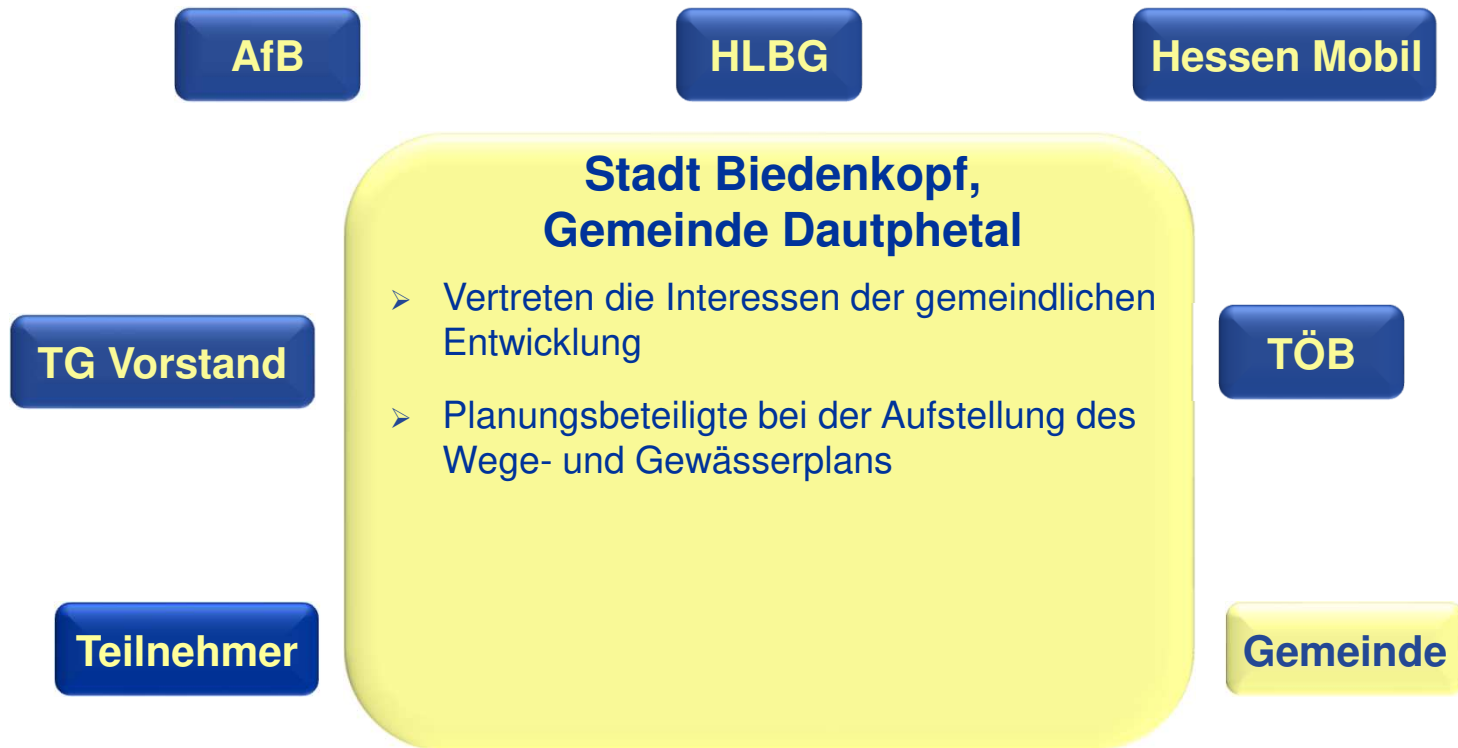 AfB
HLBG
Hessen Mobil
Stadt Biedenkopf,
Gemeinde Dautphetal
➢ Vertreten die Interessen der gemeindlichen
Entwicklung
➢ Planungsbeteiligte bei der Aufstellung des
Wege- und Gewässerplans
TG Vorstand
TÖB
Teilnehmer
Gemeinde